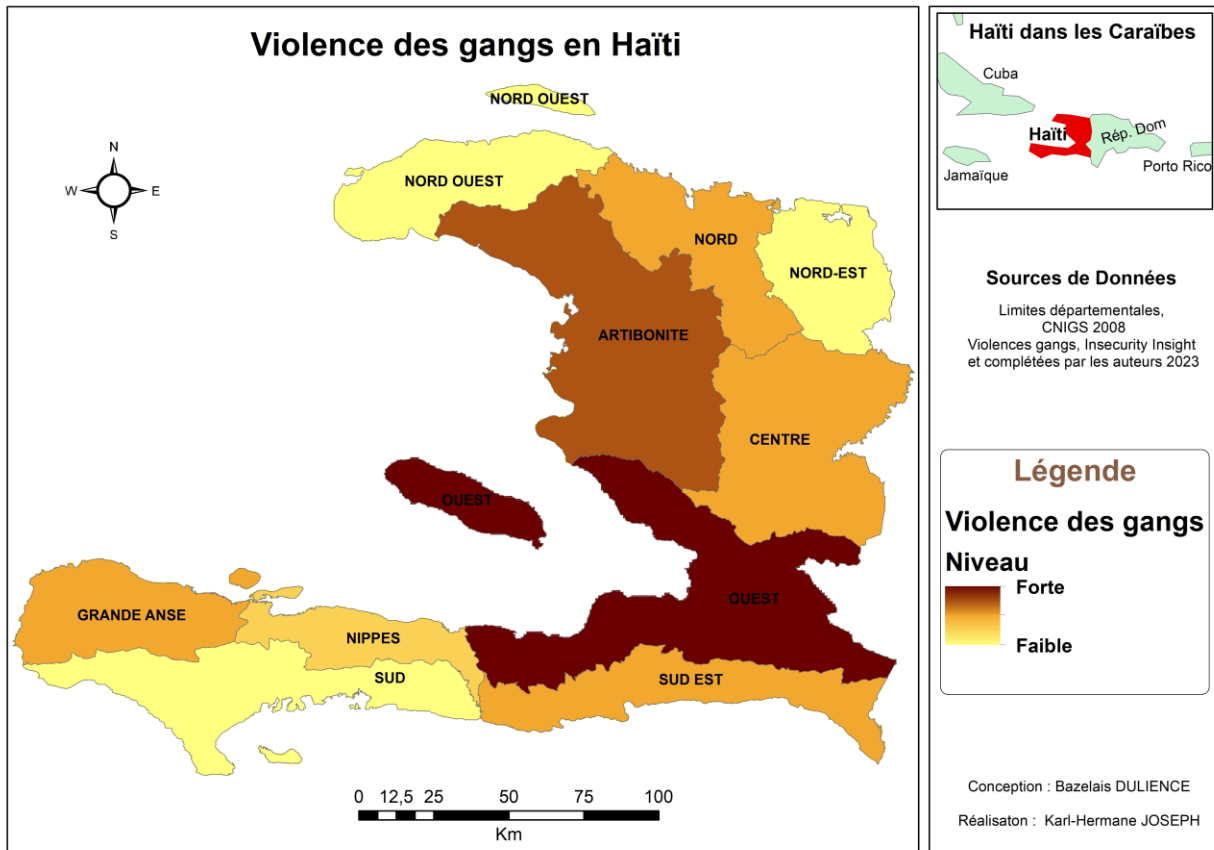 Violence des gangs en Haïti
NORD OUEST
N
W E
S
NORD OUEST
NORD
NORD-EST
ARTIBONITE
CENTRE
OUEST
OUEST
GRANDE ANSE
NIPPES
SUD
SUD EST
0 12,5 25 50 75 100
Km
Haïti dans les Caraïbes
Cuba
Haïti
Rép. Dom
Jamaïque
Porto Rico
Sources de Données
Limites départementales,
CNIGS 2008
Violences gangs, Insecurity Insight
et complétées par les auteurs 2023
Légende
Violence des gangs
Niveau
Forte
Faible
Conception : Bazelais DULIENCE
Réalisaton : Karl-Hermane JOSEPH